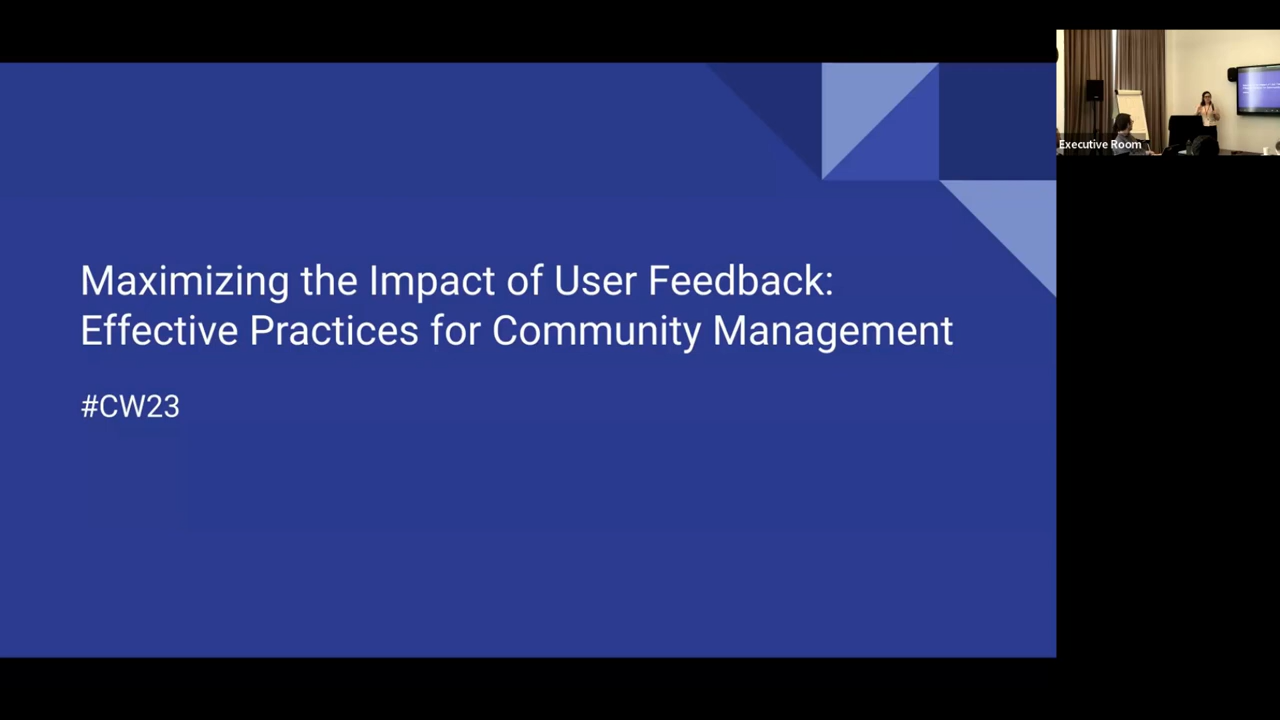 Maximizing the Impact of User Feedback:
Effective Practices for Community Management
#CW23
Executive Room